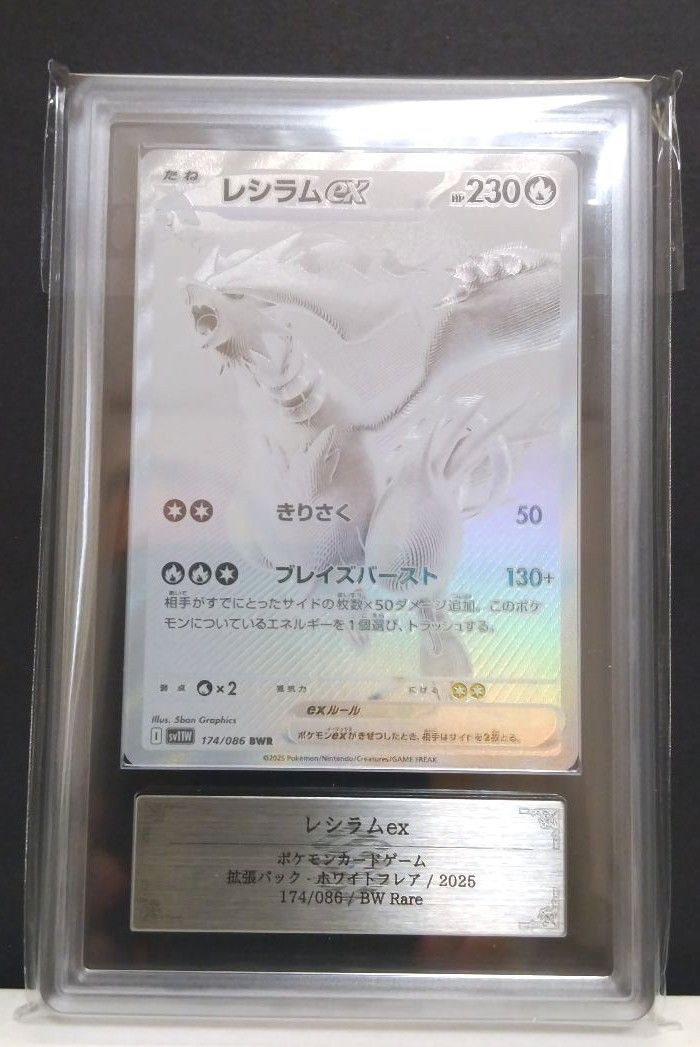 たね レシラムex HP230
きりさく 50
ブレイズバースト 130+
相手がすでにとったサイドの枚数×50ダメージ追加。このポケ
モンについているエネルギーを1個選び、トラッシュする。
弱点 ×2 抵抗力 にげる
exルール
ポケモンexがきぜつしたとき、相手はサイドを2枚とる。
Illus. 5ban Graphics
I sv11W 174/086 BWR
©2025 Pokémon/Nintendo/Creatures/GAME FREAK
レシラムex
ポケモンカードゲーム
拡張パック - ホワイトフレア / 2025
174/086 / BW Rare